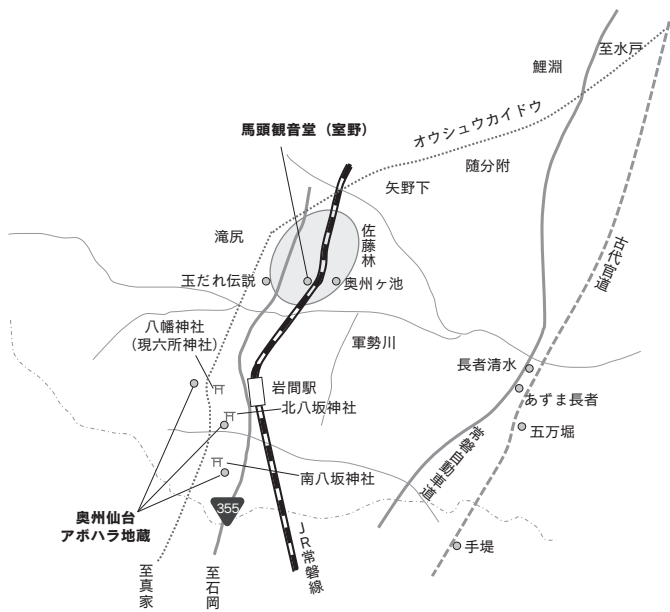 至水戸
鯉淵
オウシュウカイドウ
馬頭観音堂（室野）
随分附
矢野下
佐藤林
滝尻
古代官道
玉だれ伝説
奥州ヶ池
八幡神社
（現六所神社）
軍勢川
長者清水
岩間駅
あずま長者
北八坂神社
五万堀
常磐自動車道
南八坂神社
355
奥州仙台
アボハラ地蔵
JR常磐線
手堤
至真家
至石岡